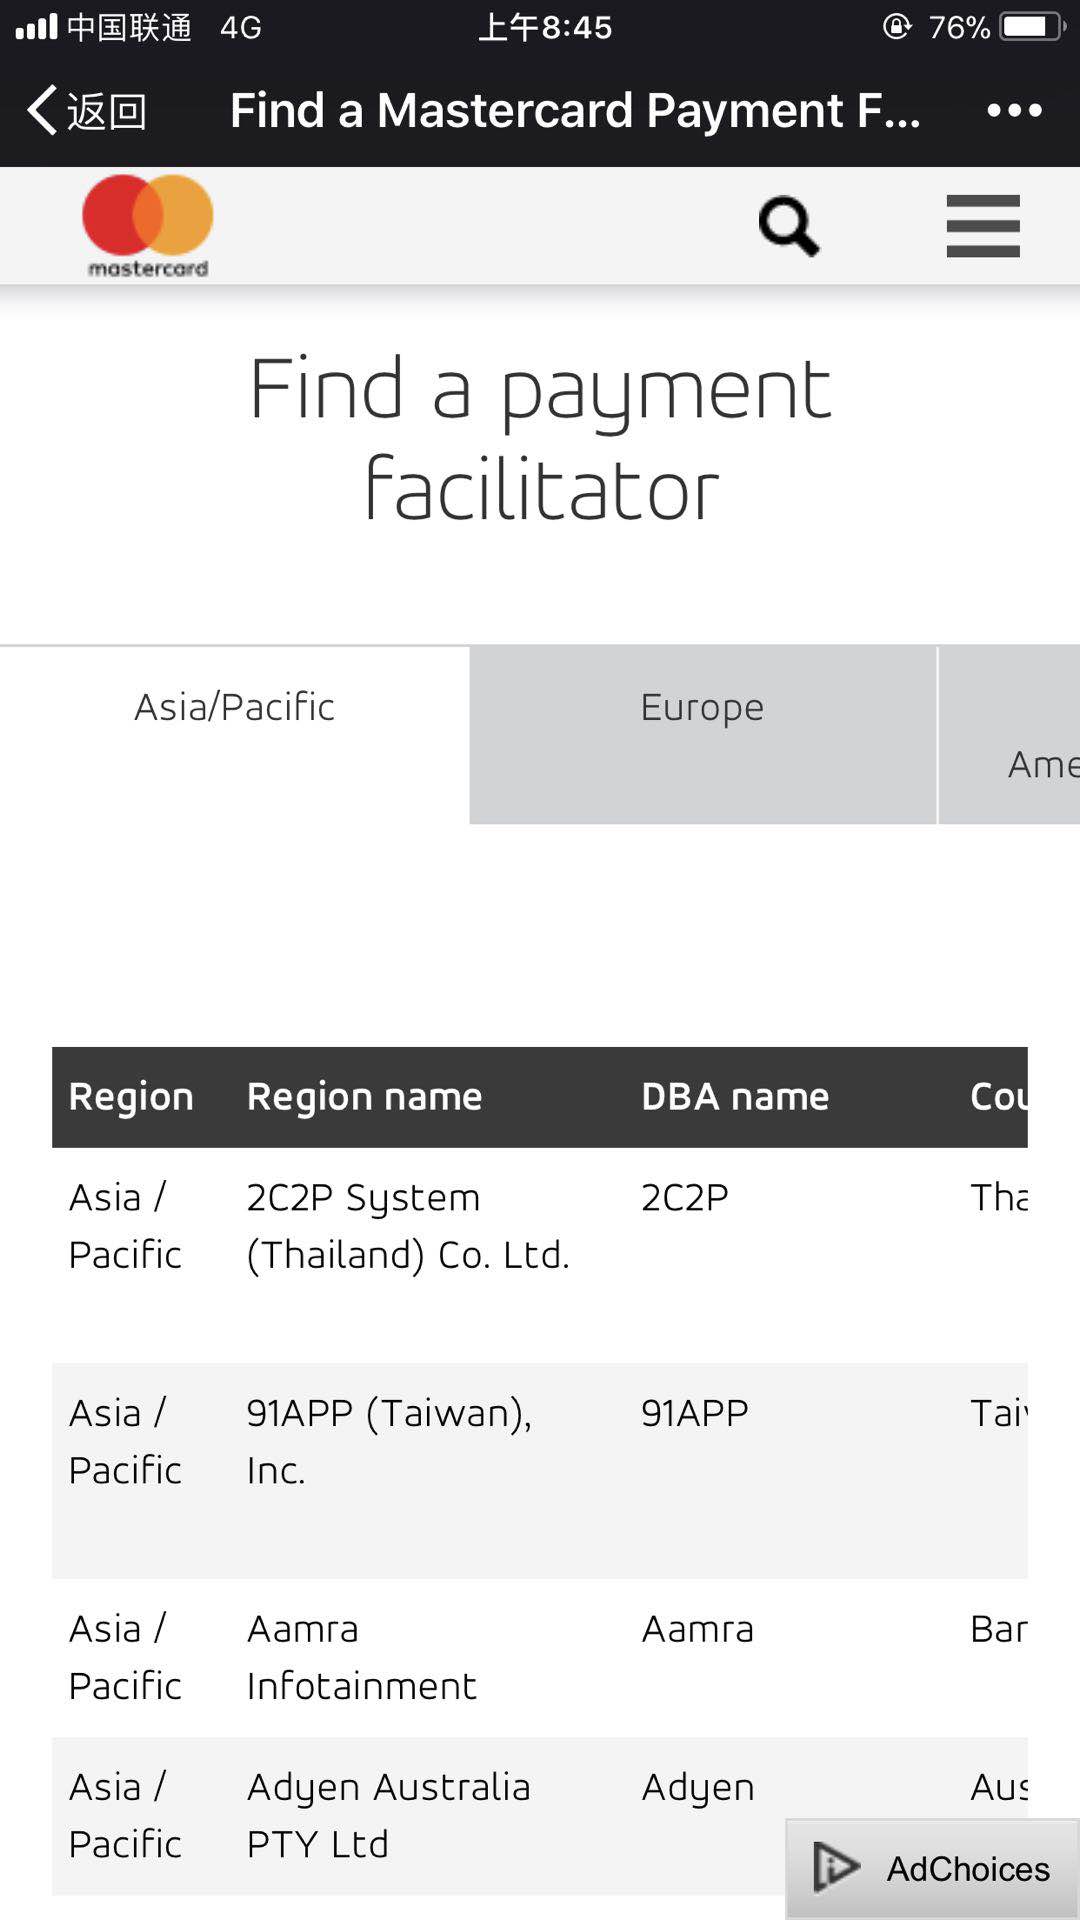 中国联通 4G 上午8:45 76%
返回 Find a Mastercard Payment F...
mastercard
Find a payment
facilitator
Asia/Pacific Europe
Ame
Region Region name DBA name Cou
Asia / 2C2P System 2C2P Tha
Pacific (Thailand) Co. Ltd.
Asia / 91APP (Taiwan), 91APP Tai
Pacific Inc.
Asia / Aamra Aamra Ban
Pacific Infotainment
Asia / Adyen Australia Adyen Aus
Pacific PTY Ltd
AdChoices